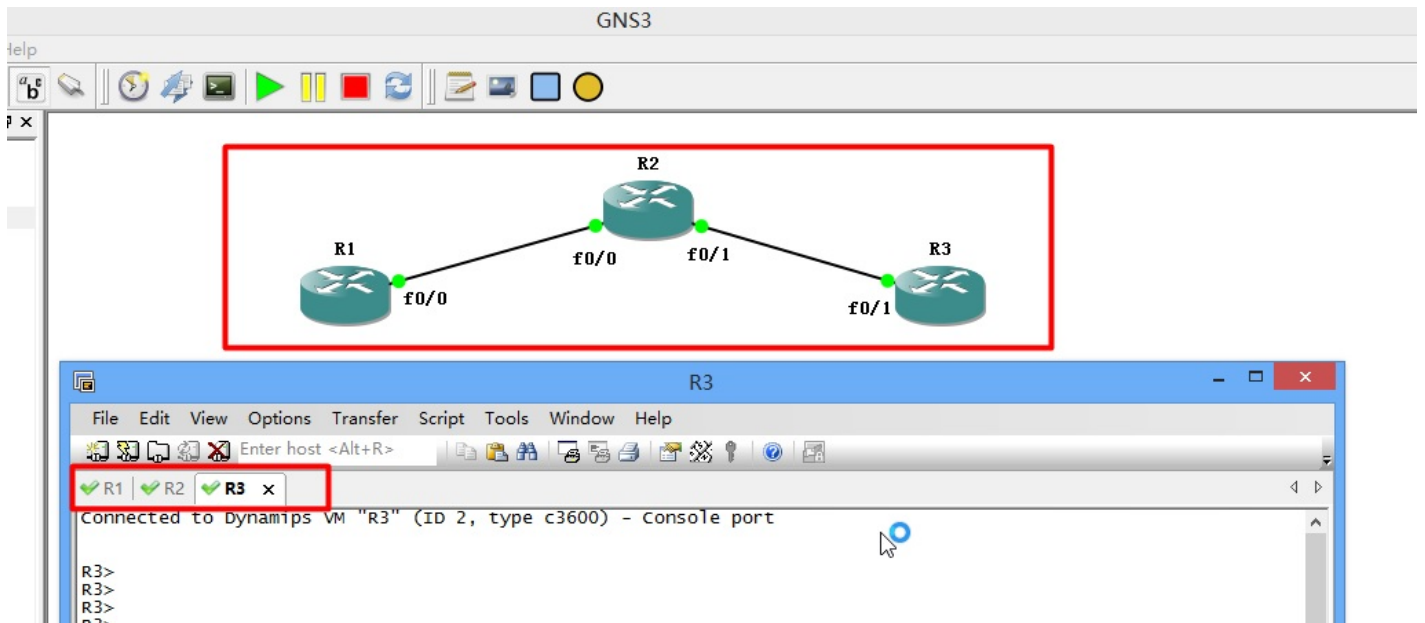 GNS3
Help
R2
R1
R3
f0/0
f0/1
f0/0
f0/1
R3
File Edit View Options Transfer Script Tools Window Help
Enter host <Alt+R>
R1 R2 R3
Connected to Dynamips VM "R3" (ID 2, type c3600) - Console port
R3>
R3>
R3>
R3>